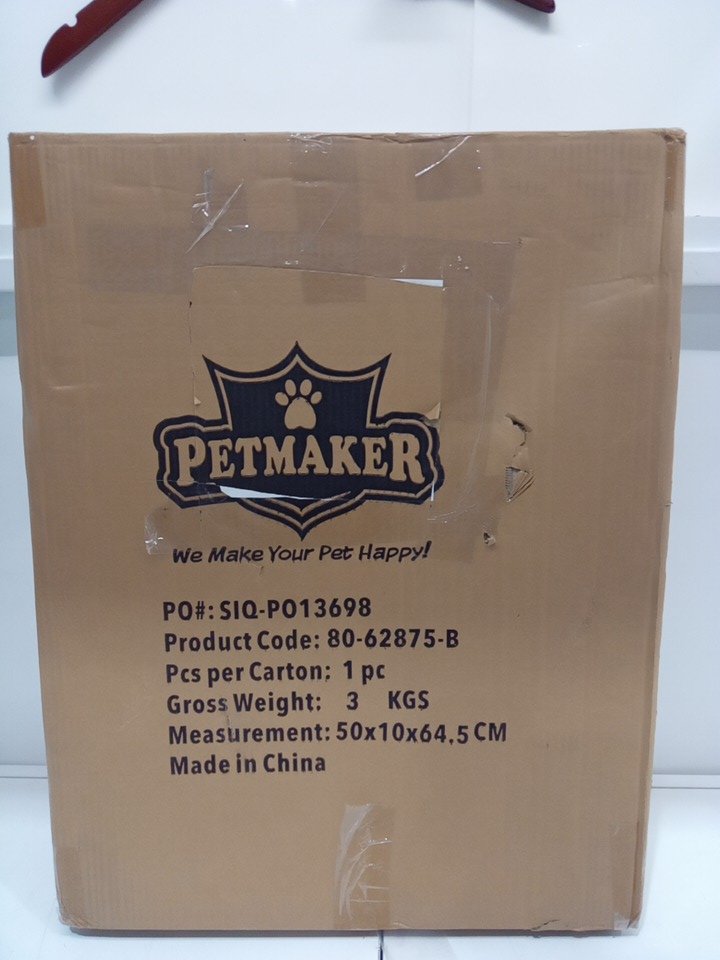 PETMAKER
We Make Your Pet Happy!
PO#: SIQ-PO13698
Product Code: 80-62875-B
Pcs per Carton: 1 pc
Gross Weight: 3 KGS
Measurement: 50x10x64.5 CM
Made in China